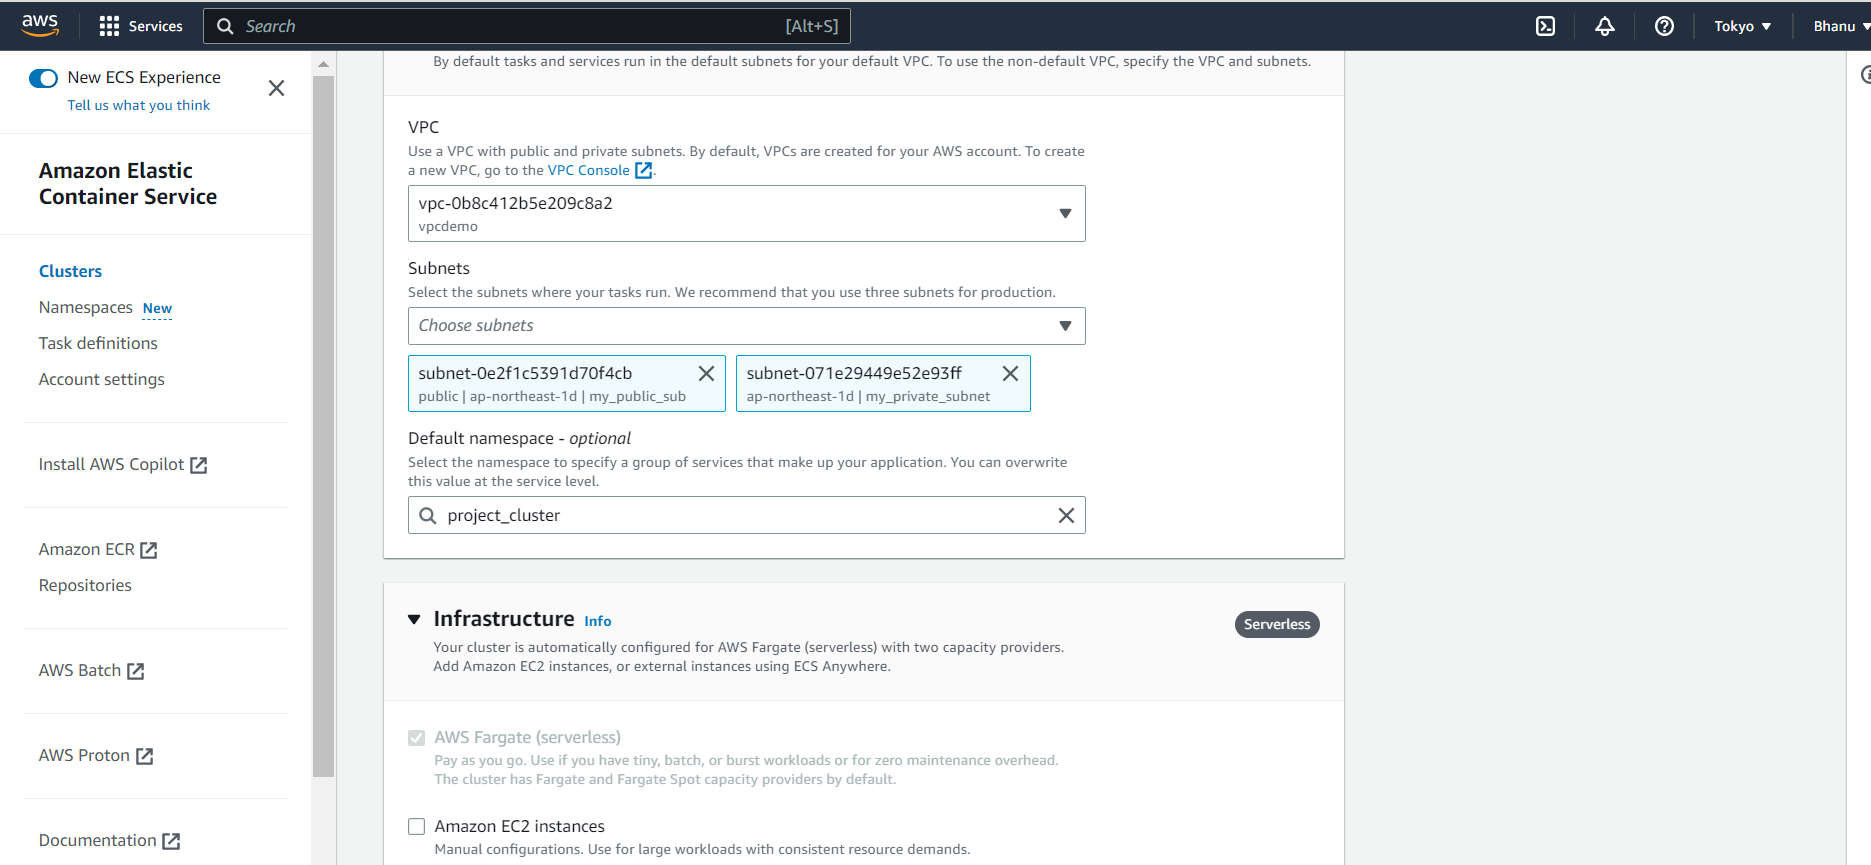 aws
Services
Search [Alt+S]
Tokyo
Bhanu
New ECS Experience
Tell us what you think
Amazon Elastic
Container Service
Clusters
Namespaces New
Task definitions
Account settings
Install AWS Copilot
Amazon ECR
Repositories
AWS Batch
AWS Proton
Documentation
By default tasks and services run in the default subnets for your default VPC. To use the non-default VPC, specify the VPC and subnets.
VPC
Use a VPC with public and private subnets. By default, VPCs are created for your AWS account. To create
a new VPC, go to the VPC Console.
vpc-0b8c412b5e209c8a2
vpcdemo
Subnets
Select the subnets where your tasks run. We recommend that you use three subnets for production.
Choose subnets
subnet-0e2f1c5391d70f4cb
public | ap-northeast-1d | my_public_sub
subnet-071e29449e52e93ff
ap-northeast-1d | my_private_subnet
Default namespace - optional
Select the namespace to specify a group of services that make up your application. You can overwrite
this value at the service level.
project_cluster
Infrastructure Info
Serverless
Your cluster is automatically configured for AWS Fargate (serverless) with two capacity providers.
Add Amazon EC2 instances, or external instances using ECS Anywhere.
AWS Fargate (serverless)
Pay as you go. Use if you have tiny, batch, or burst workloads or for zero maintenance overhead.
The cluster has Fargate and Fargate Spot capacity providers by default.
Amazon EC2 instances
Manual configurations. Use for large workloads with consistent resource demands.